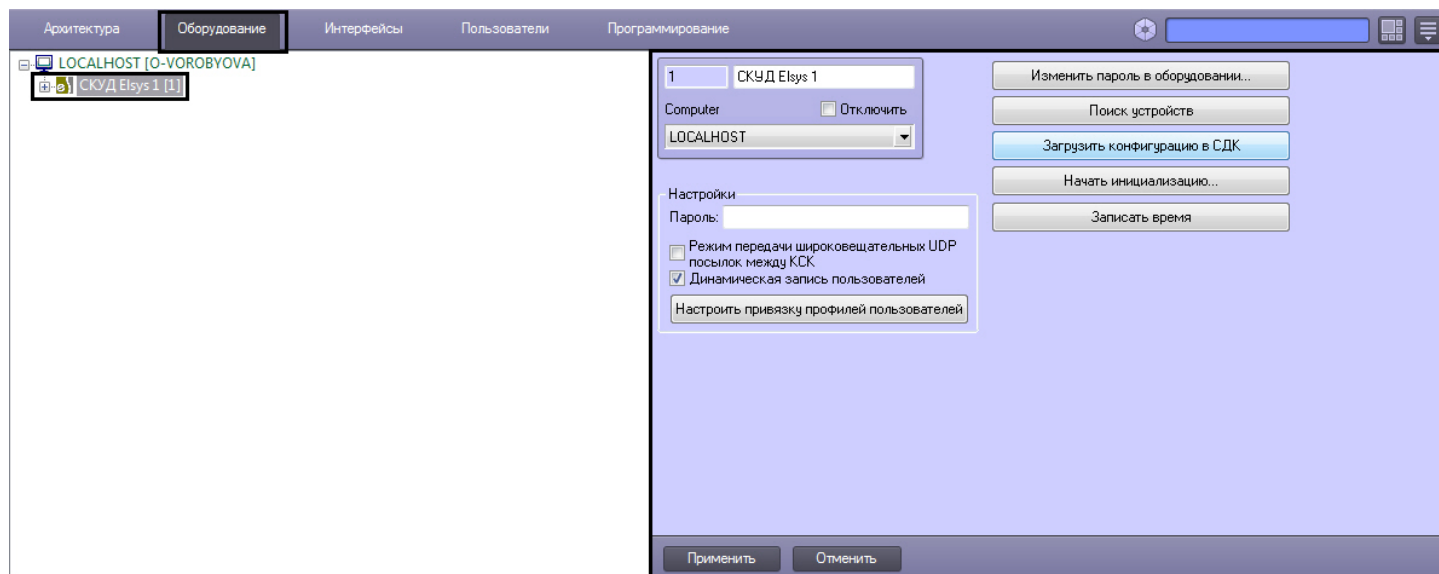 Архитектура Оборудование Интерфейсы Пользователи Программирование
LOCALHOST [O-VOROBYOVA]
СКУД Elsys 1 [1]
1 СКУД Elsys 1
Computer Отключить
LOCALHOST
Настройки
Пароль:
Режим передачи широковещательных UDP
посылок между КСК
Динамическая запись пользователей
Настроить привязку профилей пользователей
Изменить пароль в оборудовании...
Поиск устройств
Загрузить конфигурацию в СДК
Начать инициализацию...
Записать время
Применить Отменить